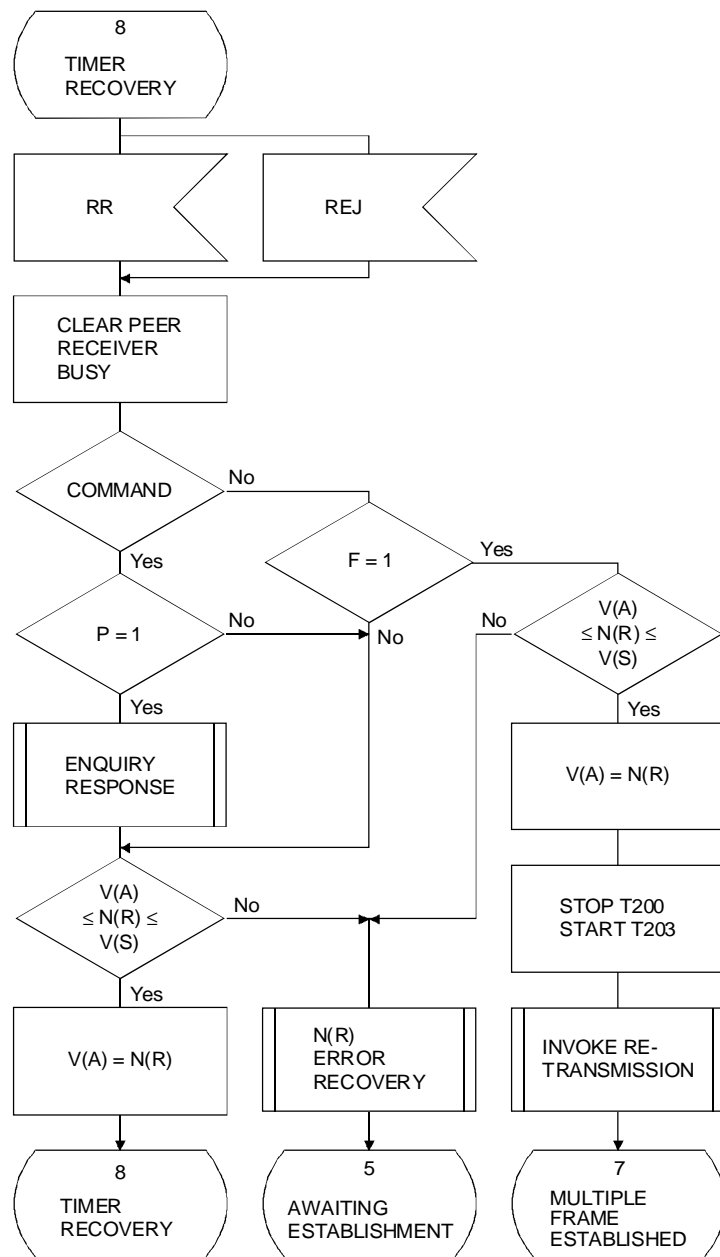 8
TIMER
RECOVERY
RR
REJ
CLEAR PEER
RECEIVER
BUSY
COMMAND
No
Yes
F = 1
Yes
No
P = 1
No
Yes
V(A)
≤ N(R) ≤
V(S)
No
Yes
ENQUIRY
RESPONSE
V(A) = N(R)
V(A)
≤ N(R) ≤
V(S)
No
Yes
STOP T200
START T203
V(A) = N(R)
N(R)
ERROR
RECOVERY
INVOKE RE-
TRANSMISSION
8
TIMER
RECOVERY
5
AWAITING
ESTABLISHMENT
7
MULTIPLE
FRAME
ESTABLISHED